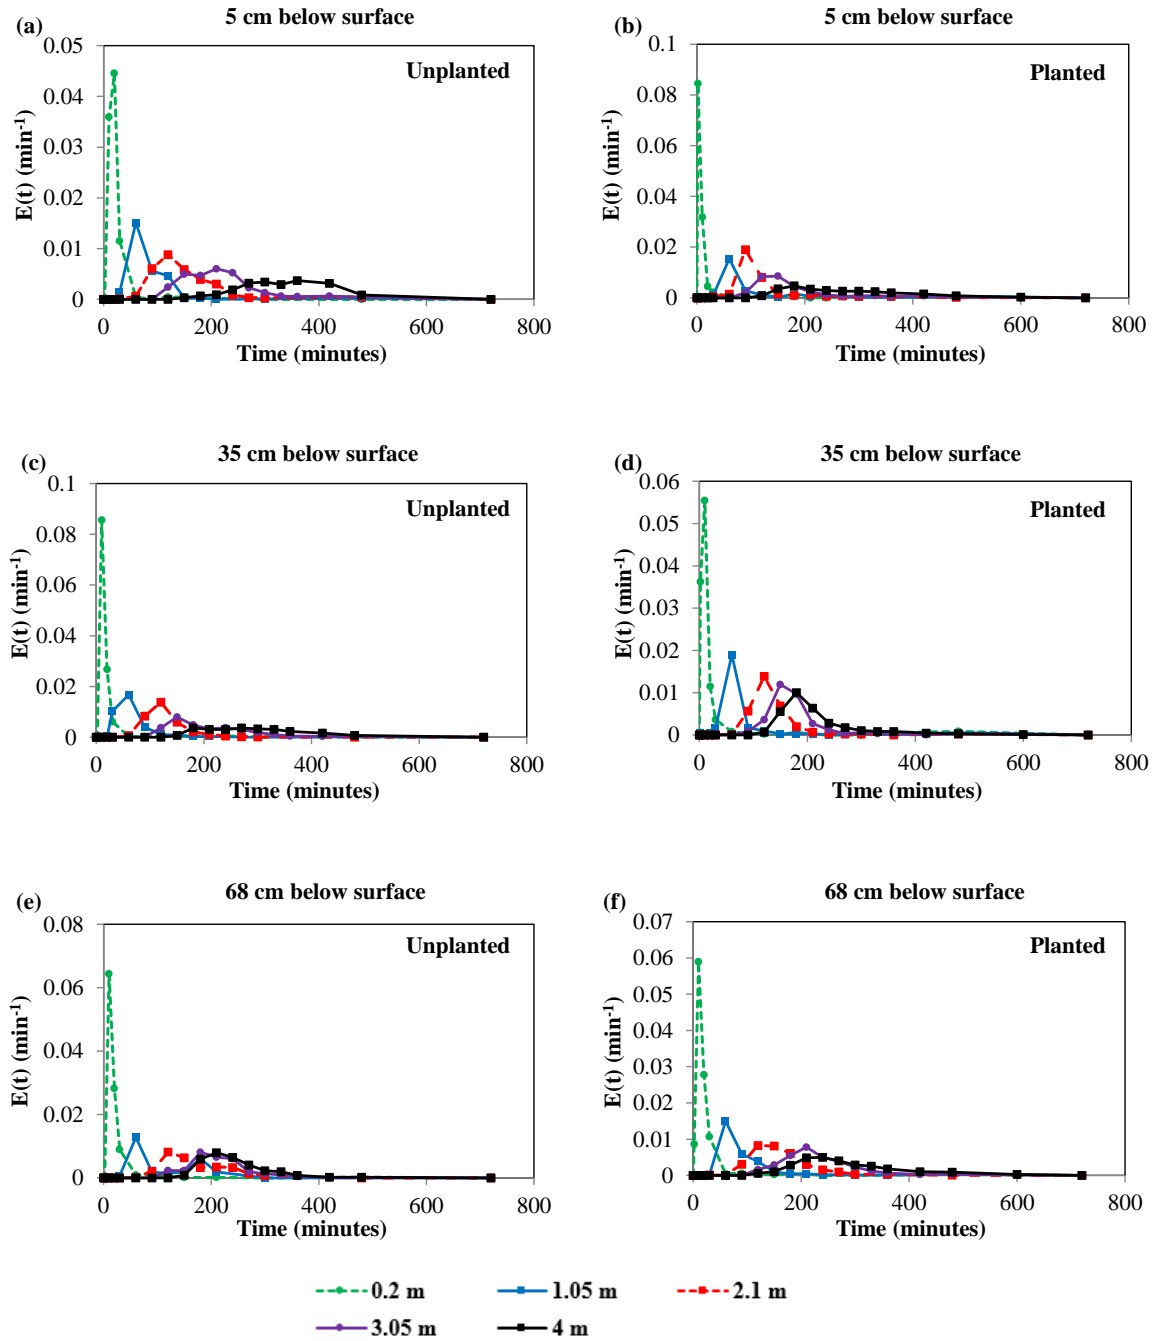 (a)
5 cm below surface
Unplanted
E(t) (min-1)
0.05
0.04
0.03
0.02
0.01
0
0 200 400 600 800
Time (minutes)
(b)
5 cm below surface
Planted
E(t) (min-1)
0.1
0.08
0.06
0.04
0.02
0
0 200 400 600 800
Time (minutes)
(c)
35 cm below surface
Unplanted
E(t) (min-1)
0.1
0.08
0.06
0.04
0.02
0
0 200 400 600 800
Time (minutes)
(d)
35 cm below surface
Planted
E(t) (min-1)
0.06
0.05
0.04
0.03
0.02
0.01
0
0 200 400 600 800
Time (minutes)
(e)
68 cm below surface
Unplanted
E(t) (min-1)
0.08
0.06
0.04
0.02
0
0 200 400 600 800
Time (minutes)
(f)
68 cm below surface
Planted
E(t) (min-1)
0.07
0.06
0.05
0.04
0.03
0.02
0.01
0
0 200 400 600 800
Time (minutes)
0.2 m 1.05 m 2.1 m
3.05 m 4 m